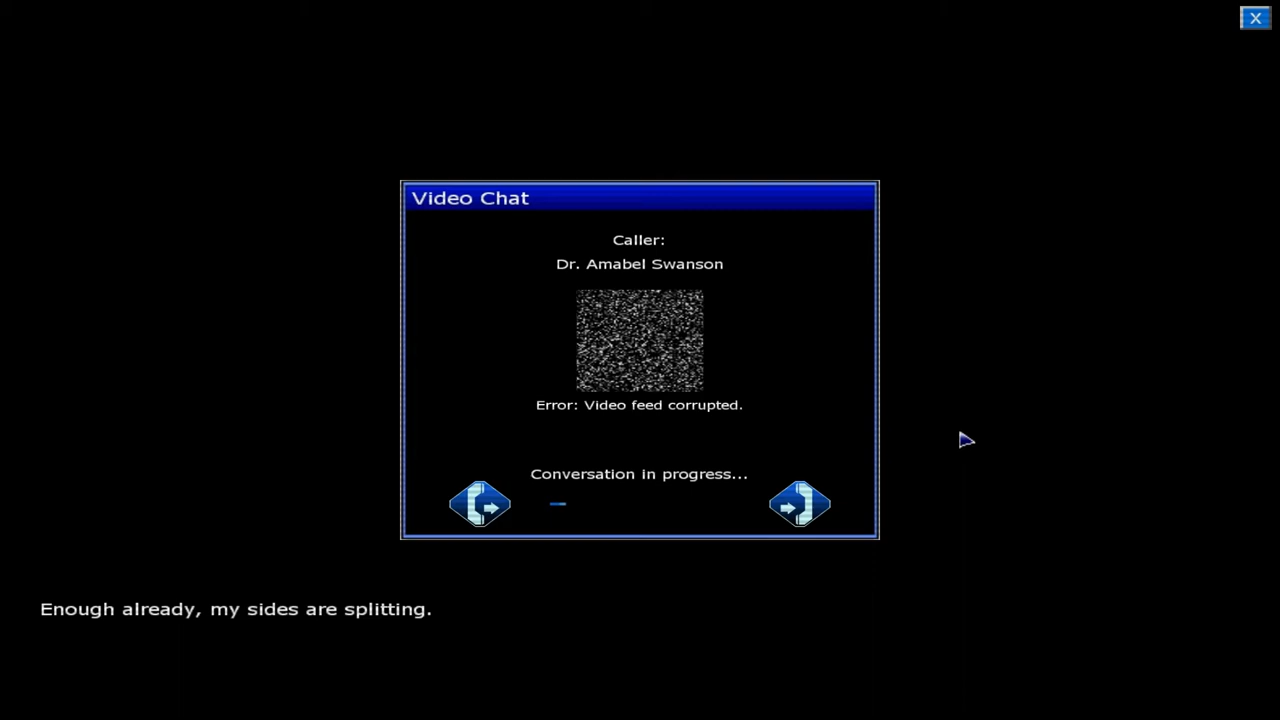 X
Video Chat
Caller:
Dr. Amabel Swanson
Error: Video feed corrupted.
Conversation in progress...
Enough already, my sides are splitting.